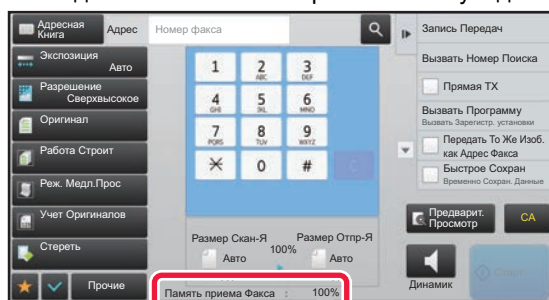 Адресная
Книга
Адрес
Номер факса
Экспозиция
Авто
Разрешение
Сверхвысокое
Оригинал
Работа Строит
Реж. Медл.Прос
Учет Оригиналов
Стереть
Прочие
1
2 ABC
3 DEF
4 GHI
5 JKL
6 MNO
7 PQRS
8 TUV
9 WXYZ
0
#
C
Размер Скан-Я
Авто
100%
Размер Отпр-Я
Авто
Память приема Факса : 100%
Запись Передач
Вызвать Номер Поиска
Прямая TX
Вызвать Программу
Вызвать Зарегистр. установки
Передать То Же Изоб.
как Адрес Факса
Быстрое Сохран
Временно Сохран. Данные
Предварит.
Просмотр
CA
Динамик
Старт